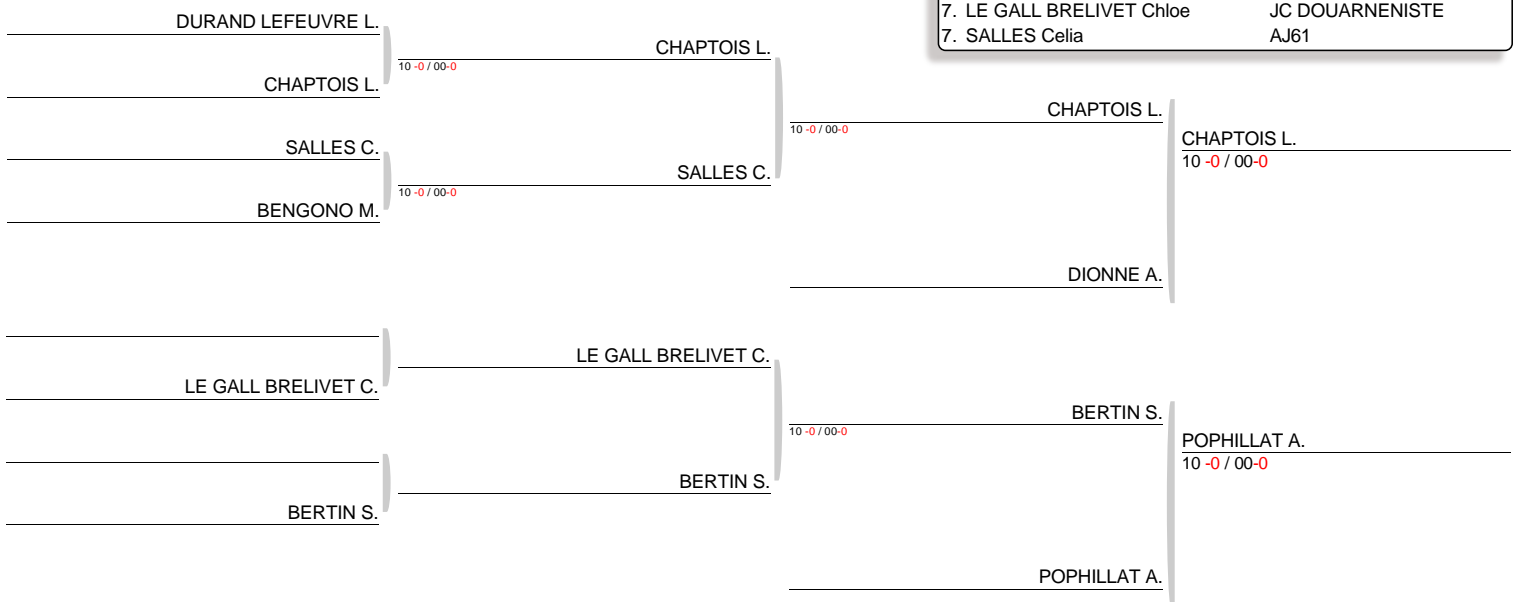 7. LE GALL BRELIVET Chloe JC DOUARNENISTE
7. SALLES Celia AJ61
DURAND LEFEUVRE L.
CHAPTOIS L.
10 -0 / 00-0
CHAPTOIS L.
CHAPTOIS L.
10 -0 / 00-0
CHAPTOIS L.
10 -0 / 00-0
SALLES C.
SALLES C.
10 -0 / 00-0
BENGONO M.
DIONNE A.
LE GALL BRELIVET C.
LE GALL BRELIVET C.
BERTIN S.
10 -0 / 00-0
POPHILLAT A.
10 -0 / 00-0
BERTIN S.
BERTIN S.
POPHILLAT A.